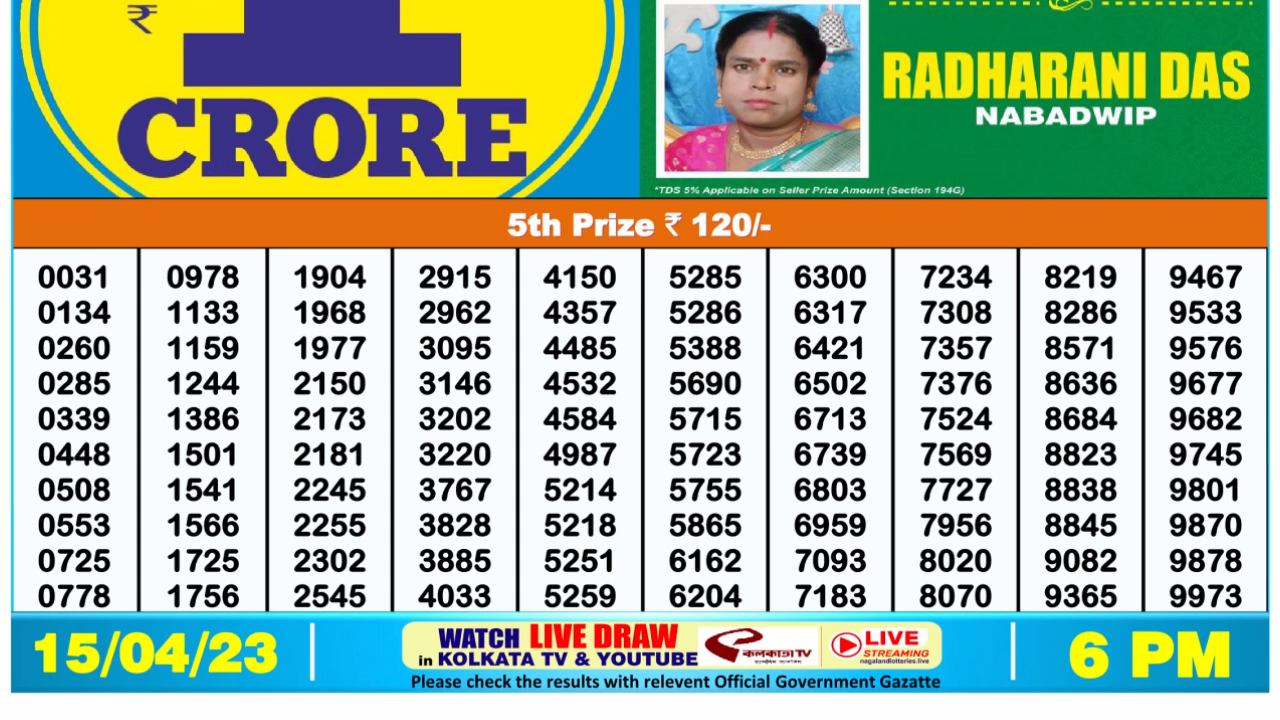 ₹
1
CRORE
RADHARANI DAS
NABADWIP
*TDS 5% Applicable on Seller Prize Amount (Section 194G)
5th Prize ₹ 120/-
0031 0978 1904 2915 4150 5285 6300 7234 8219 9467
0134 1133 1968 2962 4357 5286 6317 7308 8286 9533
0260 1159 1977 3095 4485 5388 6421 7357 8571 9576
0285 1244 2150 3146 4532 5690 6502 7376 8636 9677
0339 1386 2173 3202 4584 5715 6713 7524 8684 9682
0448 1501 2181 3220 4987 5723 6739 7569 8823 9745
0508 1541 2245 3767 5214 5755 6803 7727 8838 9801
0553 1566 2255 3828 5218 5865 6959 7956 8845 9870
0725 1725 2302 3885 5251 6162 7093 8020 9082 9878
0778 1756 2545 4033 5259 6204 7183 8070 9365 9973
15/04/23
WATCH LIVE DRAW
in KOLKATA TV & YOUTUBE
কলকাতা TV
LIVE
STREAMING
nagalandlotteries.live
Please check the results with relevent Official Government Gazatte
6 PM